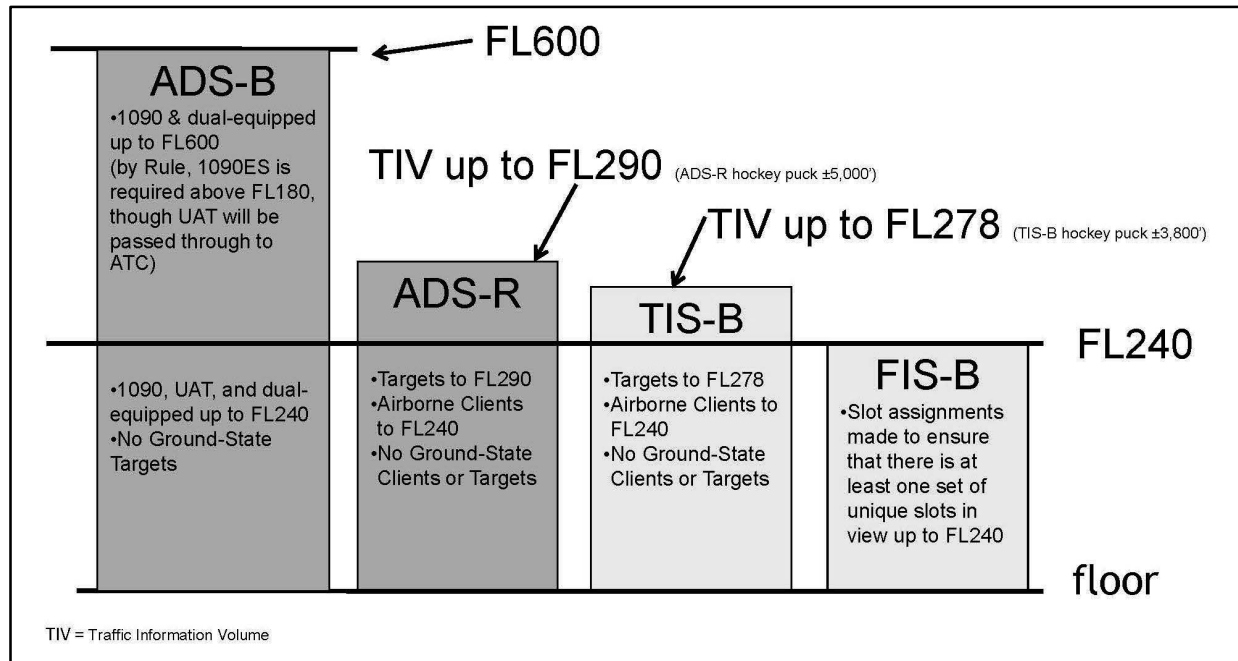 FL600
ADS-B
•1090 & dual-equipped
up to FL600
(by Rule, 1090ES is
required above FL180,
though UAT will be
passed through to
ATC)
•1090, UAT, and dual-
equipped up to FL240
•No Ground-State
Targets
TIV up to FL290 (ADS-R hockey puck ±5,000')
ADS-R
•Targets to FL290
•Airborne Clients
to FL240
•No Ground-State
Clients or Targets
TIV up to FL278 (TIS-B hockey puck ±3,800')
TIS-B
•Targets to FL278
•Airborne Clients to
FL240
•No Ground-State
Clients or Targets
FL240
FIS-B
•Slot assignments
made to ensure
that there is at
least one set of
unique slots in
view up to FL240
floor
TIV = Traffic Information Volume